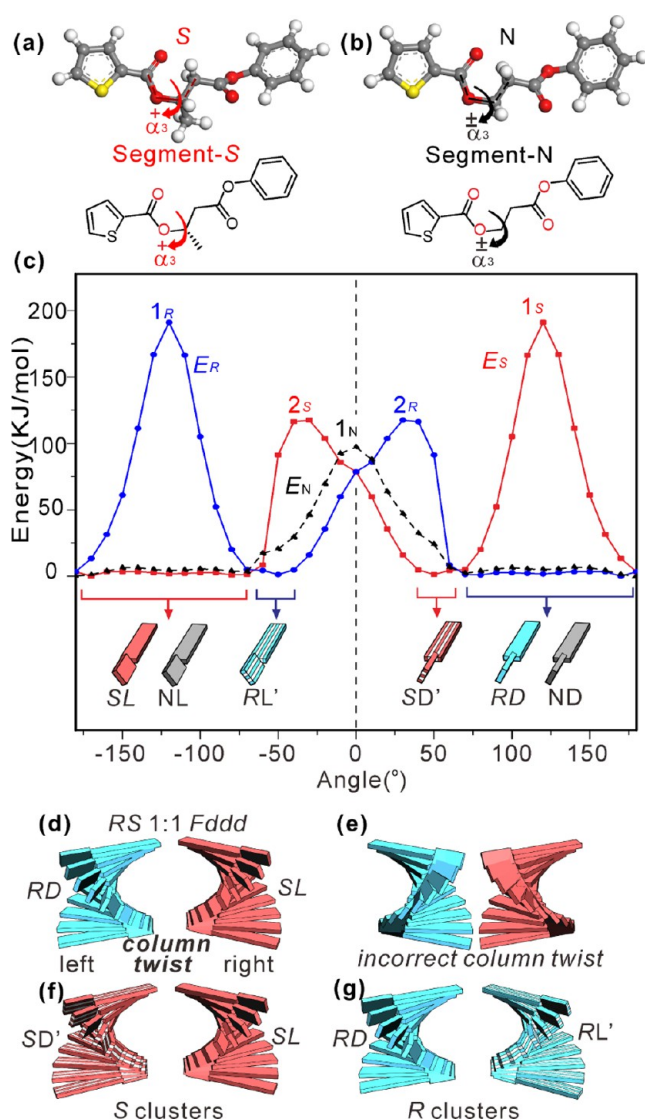 (a) S (b) N
+ α3 ± α3
Segment-S Segment-N
O O O O
S O O S O O
+ α3 ± α3
(c)
200 1R 1S
ER ES
150
2S 2R
1N
100
EN
50
0
Energy(KJ/mol)
SL NL RL' SD' RD ND
-150 -100 -50 0 50 100 150
Angle(°)
(d) RS 1:1 Fddd (e)
RD SL
left column twist right incorrect column twist
(f) (g)
SD' SL RD RL'
S clusters R clusters